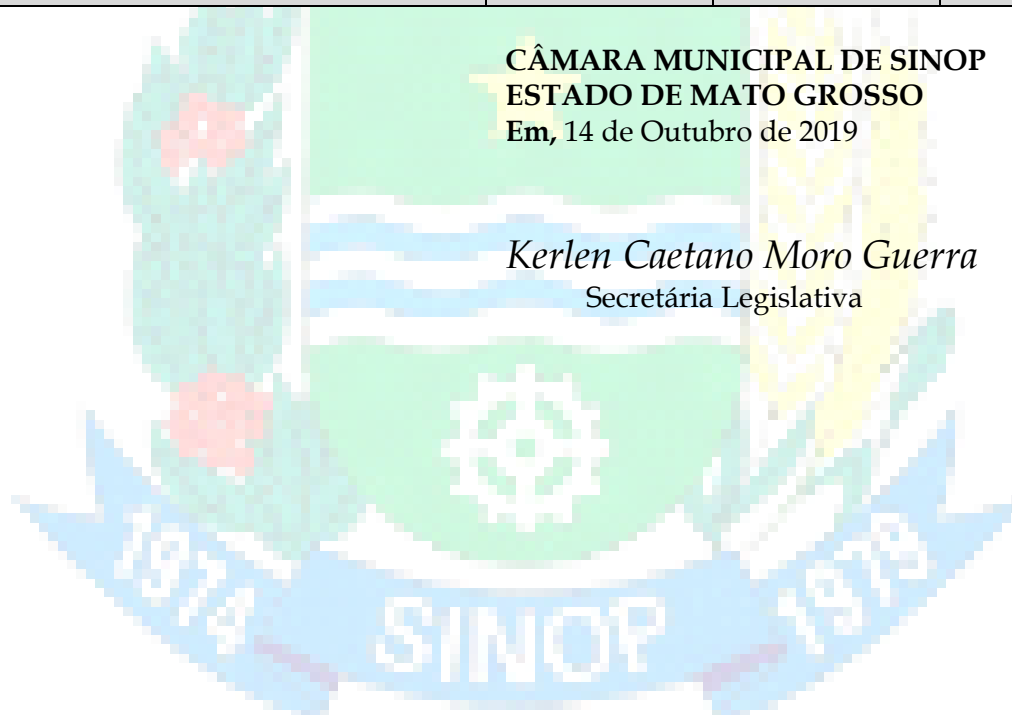 CÂMARA MUNICIPAL DE SINOP
ESTADO DE MATO GROSSO
Em, 14 de Outubro de 2019
Kerlen Caetano Moro Guerra
Secretária Legislativa
1974 SINOP 1979